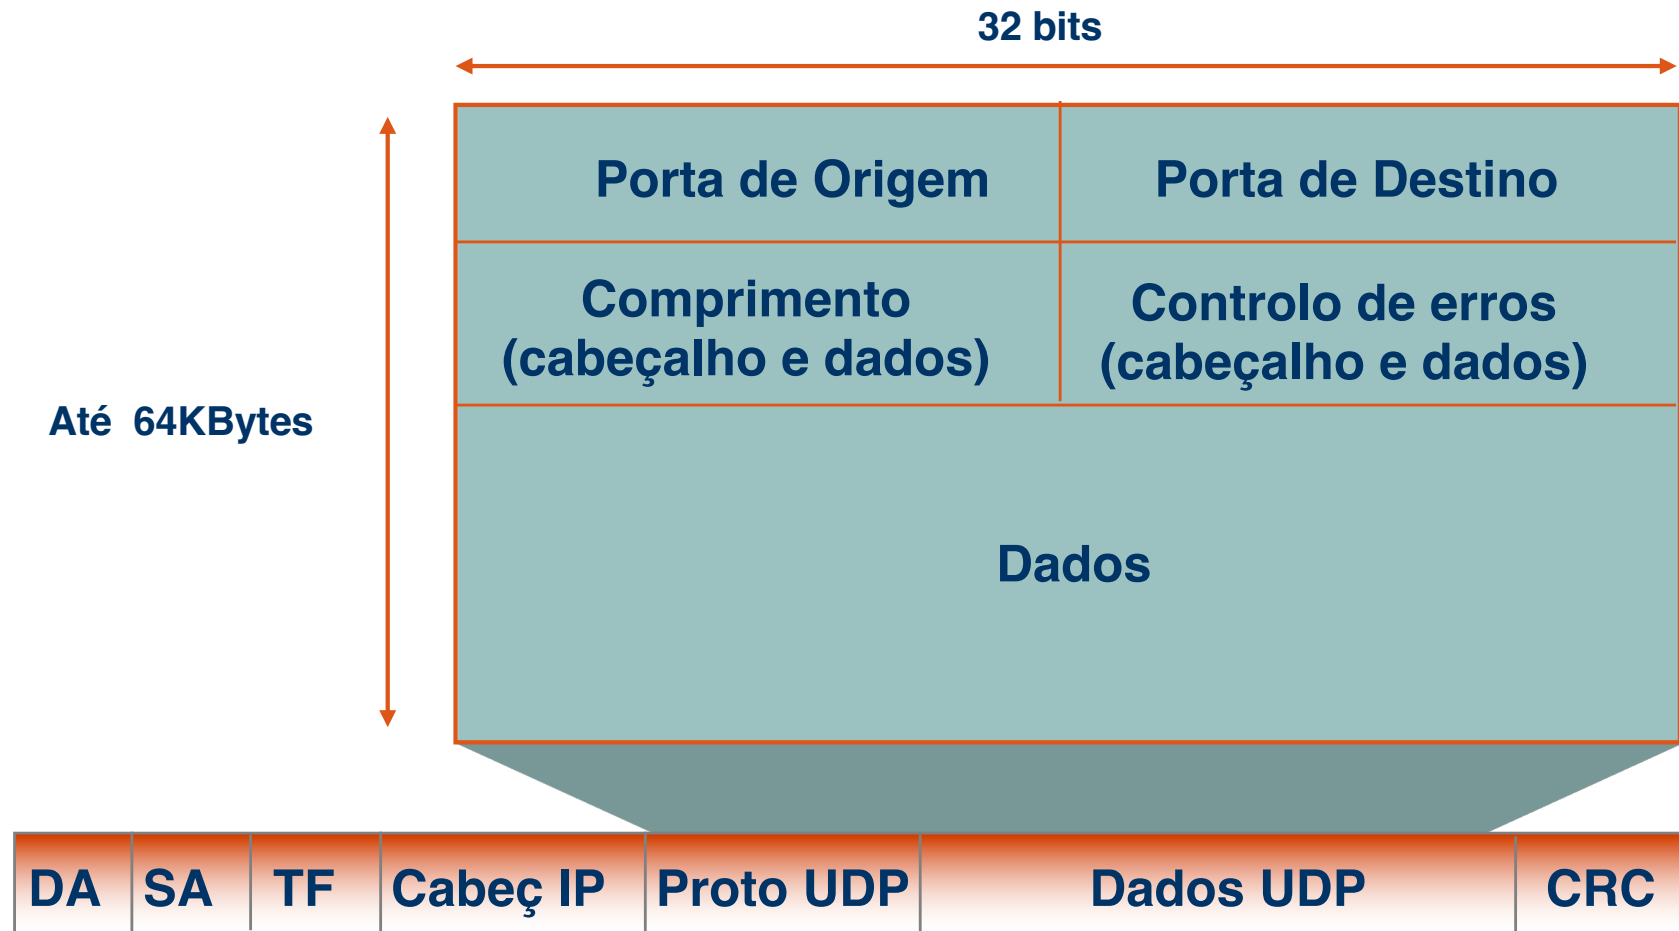 32 bits
Porta de Origem
Porta de Destino
Comprimento
(cabeçalho e dados)
Controlo de erros
(cabeçalho e dados)
Até 64KBytes
Dados
DA SA TF Cabeç IP Proto UDP Dados UDP CRC